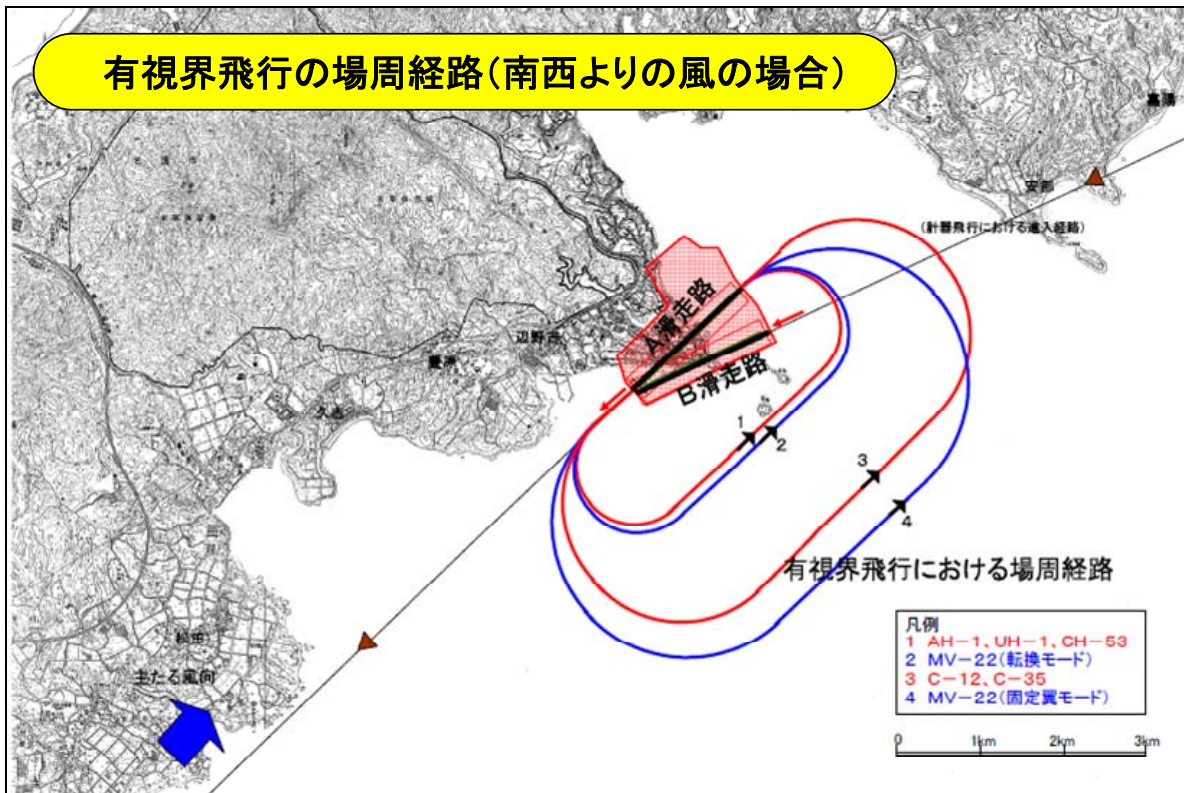 有視界飛行の場周経路(南西よりの風の場合)
嘉陽
安部
(計器飛行における進入経路)
A滑走路
辺野古
豊原
B滑走路
久志
1
2
3
4
有視界飛行における場周経路
凡例
1 AH-1、UH-1、CH-53
2 MV-22(転換モード)
3 C-12、C-35
4 MV-22(固定翼モード)
松田
主たる風向
0 1km 2km 3km